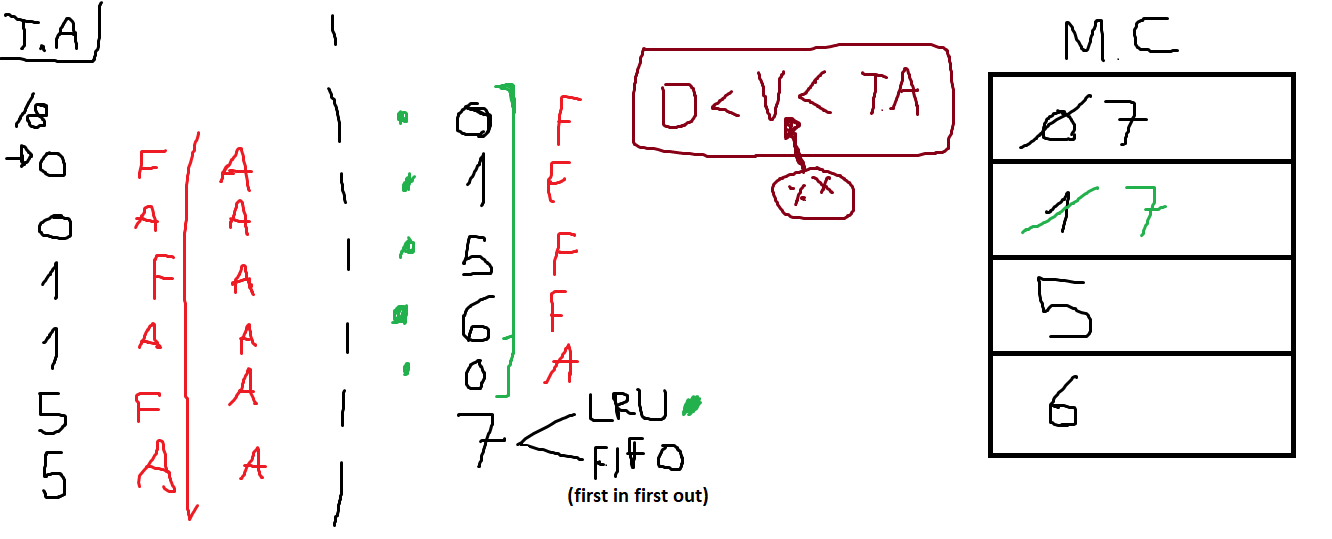 T.A
M.C
/8
0 F A
0 A A
1 F A
1 A A
5 F A
5 A A
0 F
1 F
5 F
6 F
0 A
7
LRU
FIFO
(first in first out)
D < V < T.A
% X
0 7
1 7
5
6